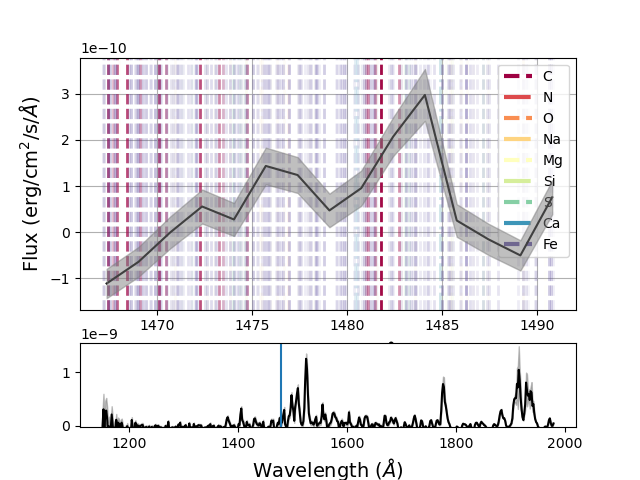 1e−10
Flux (erg/cm²/s/Å)
3
2
1
0
−1
C
N
O
Na
Mg
Si
S
Ca
Fe
1470 1475 1480 1485 1490
1e−9
1
0
1200 1400 1600 1800 2000
Wavelength (Å)